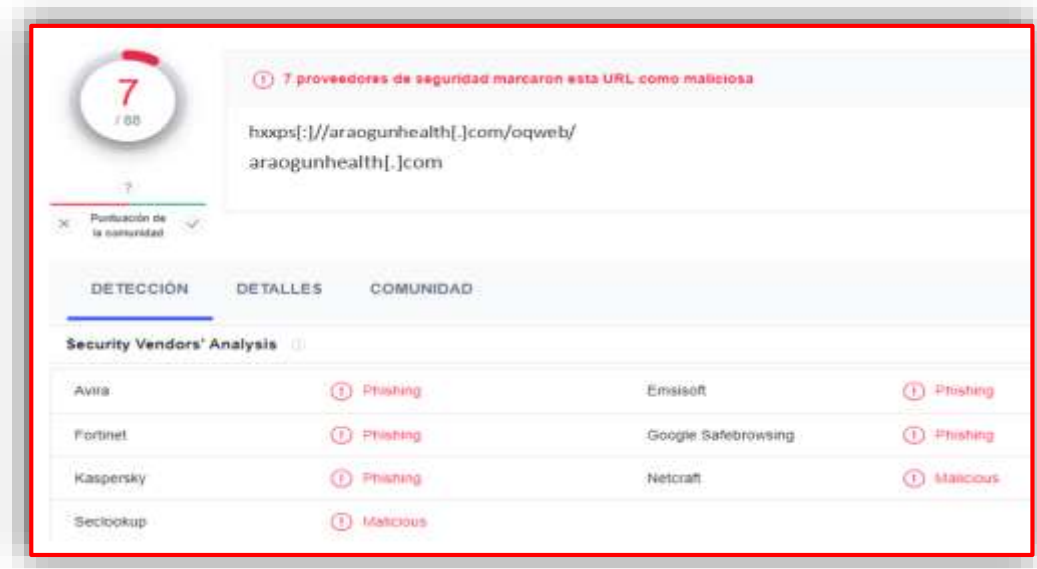 7
/ 88
7 proveedores de seguridad marcaron esta URL como maliciosa
hxxps[:]//araogunhealth[.]com/oqweb/
araogunhealth[.]com
?
Puntuación de
la comunidad
DETECCIÓN DETALLES COMUNIDAD
Security Vendors' Analysis
Avira Phishing Emsisoft Phishing
Fortinet Phishing Google Safebrowsing Phishing
Kaspersky Phishing Netcraft Malicious
Seclookup Malicious